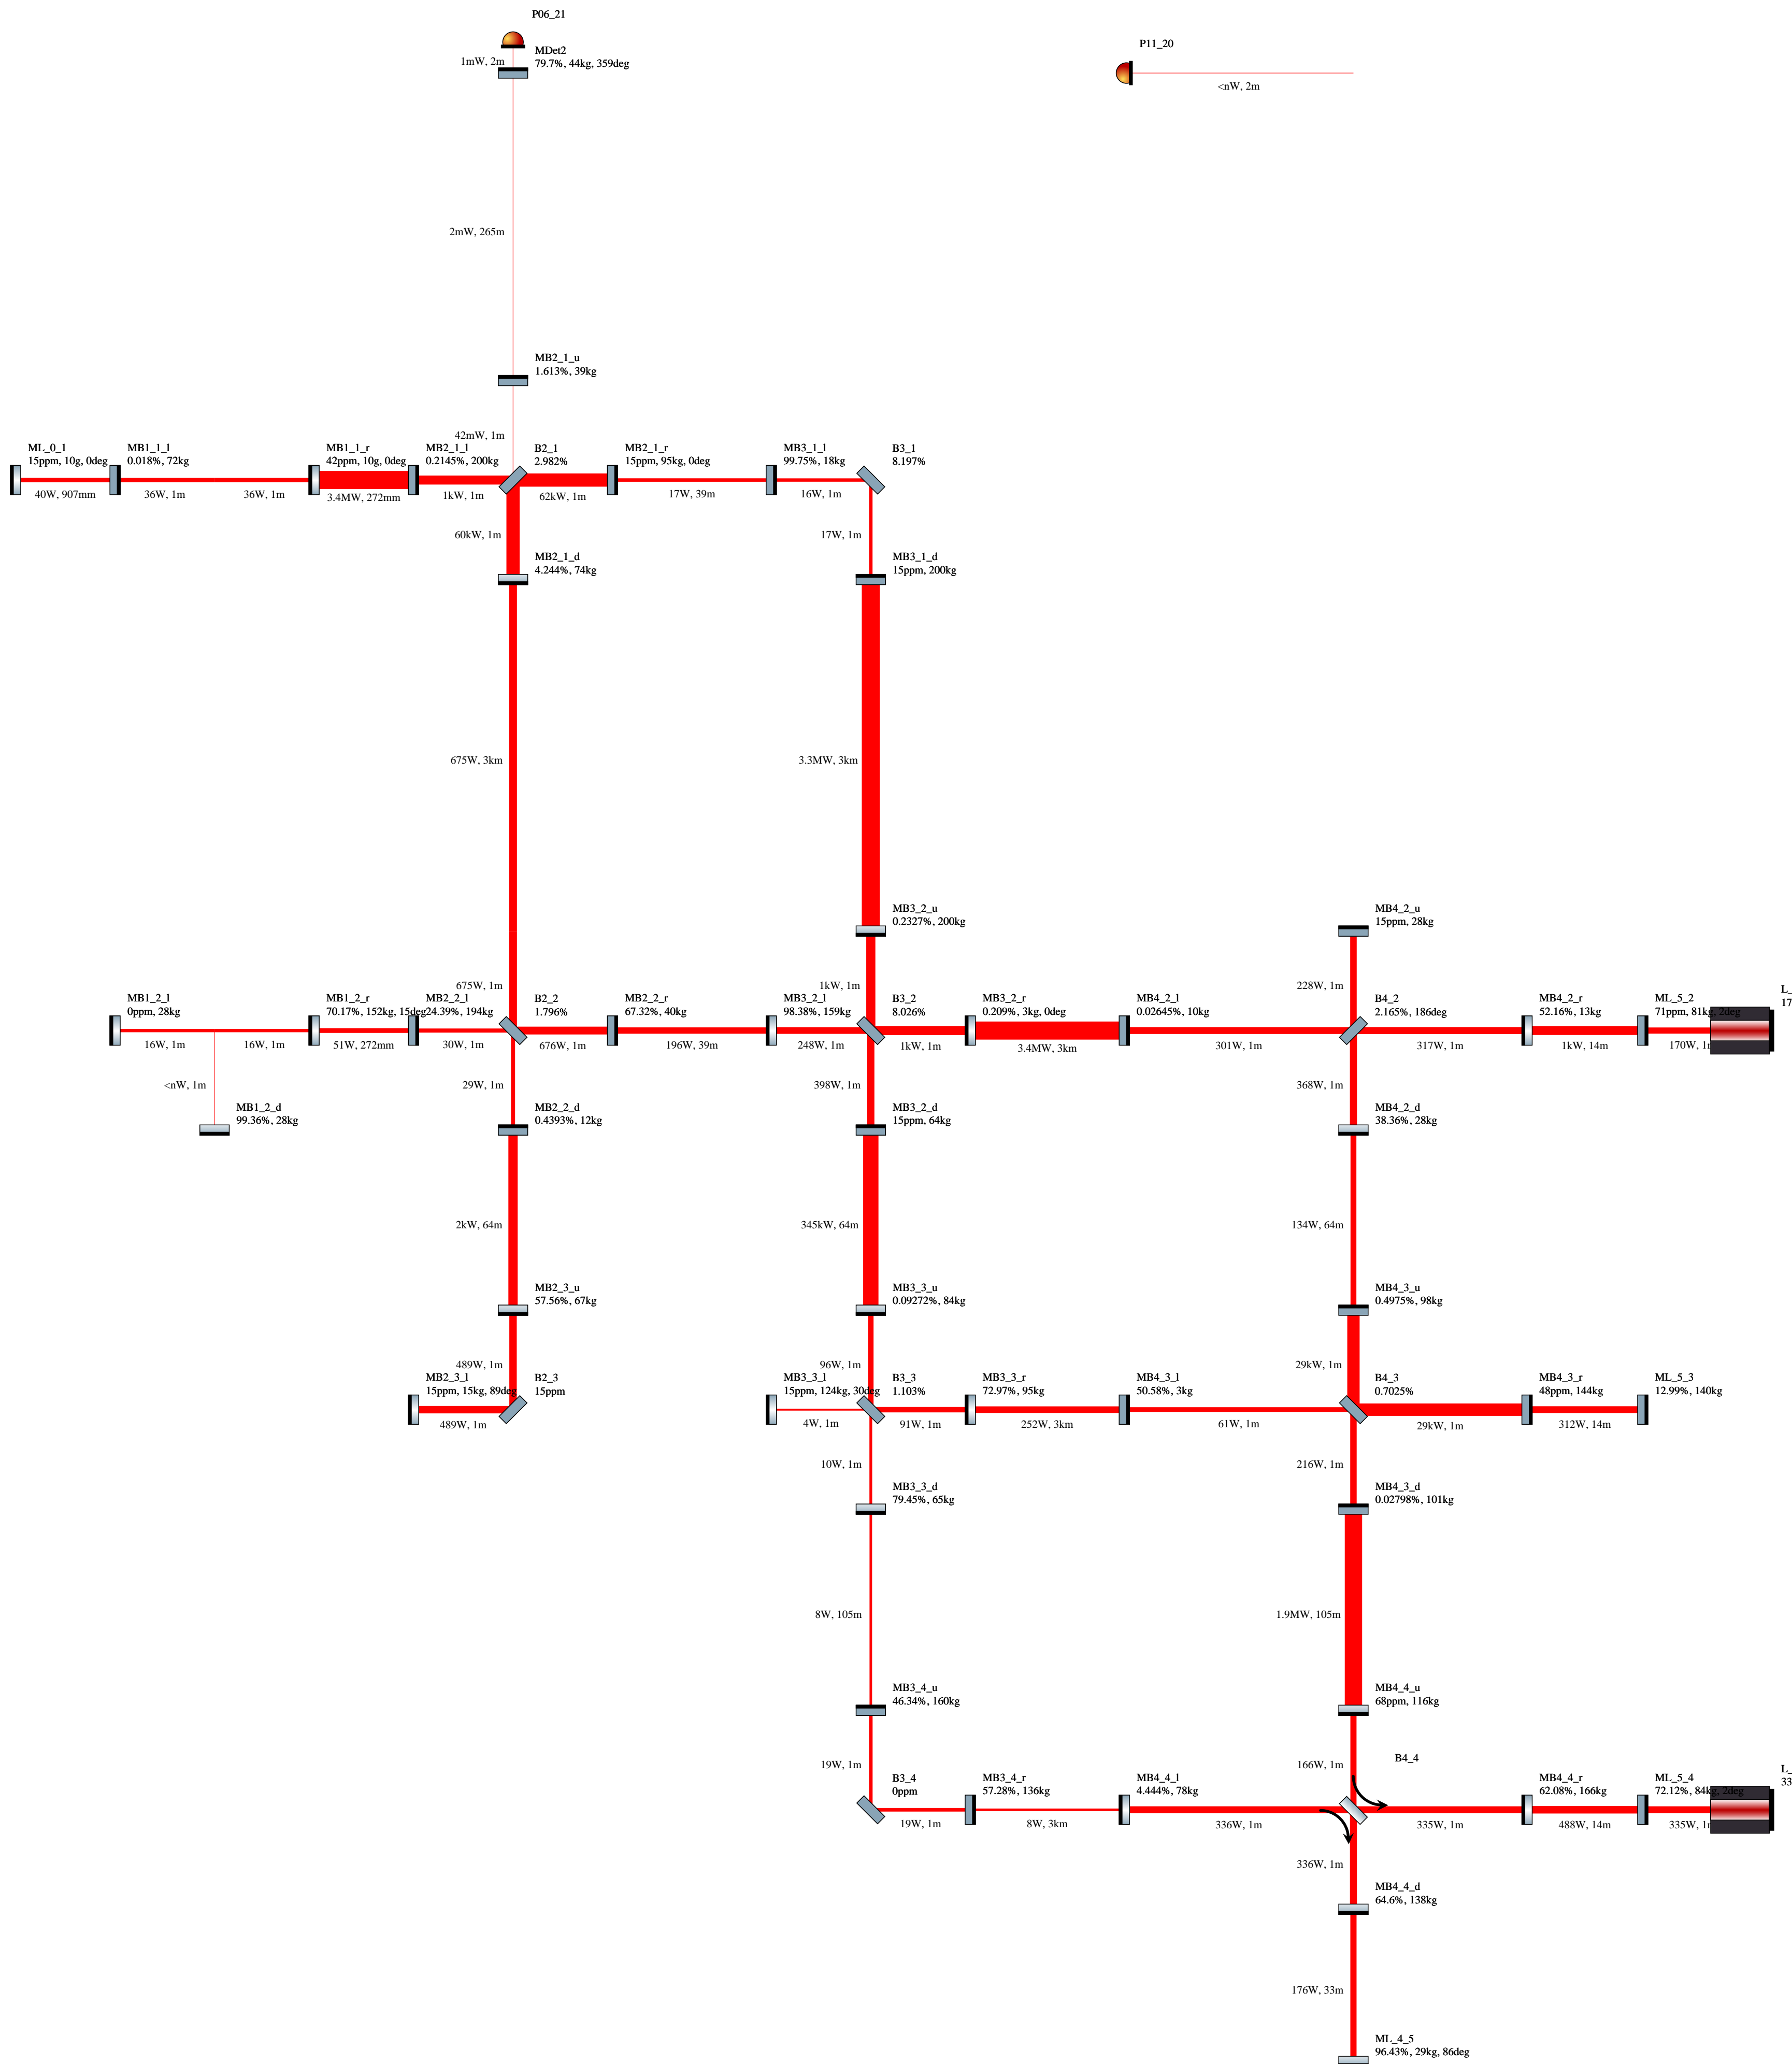 P06_21
P11_20
MDet2
79.7%, 44kg, 359deg
1mW, 2m
<nW, 2m
2mW, 265m
MB2_1_u
1.613%, 39kg
42mW, 1m
ML_0_1
15ppm, 10g, 0deg
MB1_1_l
0.018%, 72kg
MB1_1_r
42ppm, 10g, 0deg
MB2_1_l
0.2145%, 200kg
B2_1
2.982%
MB2_1_r
15ppm, 95kg, 0deg
MB3_1_l
99.75%, 18kg
B3_1
8.197%
40W, 907mm
36W, 1m
36W, 1m
3.4MW, 272mm
1kW, 1m
62kW, 1m
17W, 39m
16W, 1m
60kW, 1m
17W, 1m
MB2_1_d
4.244%, 74kg
MB3_1_d
15ppm, 200kg
675W, 3km
3.3MW, 3km
MB3_2_u
0.2327%, 200kg
MB4_2_u
15ppm, 28kg
675W, 1m
1kW, 1m
228W, 1m
MB1_2_l
0ppm, 28kg
MB1_2_r
70.17%, 152kg, 15deg
MB2_2_l
24.39%, 194kg
B2_2
1.796%
MB2_2_r
67.32%, 40kg
MB3_2_l
98.38%, 159kg
B3_2
8.026%
MB3_2_r
0.209%, 3kg, 0deg
MB4_2_l
0.02645%, 10kg
B4_2
2.165%, 186deg
MB4_2_r
52.16%, 13kg
ML_5_2
71ppm, 81kg, 2deg
L_
17
16W, 1m
16W, 1m
51W, 272mm
30W, 1m
676W, 1m
196W, 39m
248W, 1m
1kW, 1m
3.4MW, 3km
301W, 1m
317W, 1m
1kW, 14m
170W, 1m
<nW, 1m
29W, 1m
398W, 1m
368W, 1m
MB1_2_d
99.36%, 28kg
MB2_2_d
0.4393%, 12kg
MB3_2_d
15ppm, 64kg
MB4_2_d
38.36%, 28kg
2kW, 64m
345kW, 64m
134W, 64m
MB2_3_u
57.56%, 67kg
MB3_3_u
0.09272%, 84kg
MB4_3_u
0.4975%, 98kg
489W, 1m
96W, 1m
29kW, 1m
MB2_3_l
15ppm, 15kg, 89deg
B2_3
15ppm
MB3_3_l
15ppm, 124kg, 30deg
B3_3
1.103%
MB3_3_r
72.97%, 95kg
MB4_3_l
50.58%, 3kg
B4_3
0.7025%
MB4_3_r
48ppm, 144kg
ML_5_3
12.99%, 140kg
489W, 1m
4W, 1m
91W, 1m
252W, 3km
61W, 1m
29kW, 1m
312W, 14m
10W, 1m
216W, 1m
MB3_3_d
79.45%, 65kg
MB4_3_d
0.02798%, 101kg
8W, 105m
1.9MW, 105m
MB3_4_u
46.34%, 160kg
MB4_4_u
68ppm, 116kg
19W, 1m
166W, 1m
B4_4
B3_4
0ppm
MB3_4_r
57.28%, 136kg
MB4_4_l
4.444%, 78kg
MB4_4_r
62.08%, 166kg
ML_5_4
72.12%, 84kg, 2deg
L_
33
19W, 1m
8W, 3km
336W, 1m
335W, 1m
488W, 14m
335W, 1m
336W, 1m
MB4_4_d
64.6%, 138kg
176W, 33m
ML_4_5
96.43%, 29kg, 86deg